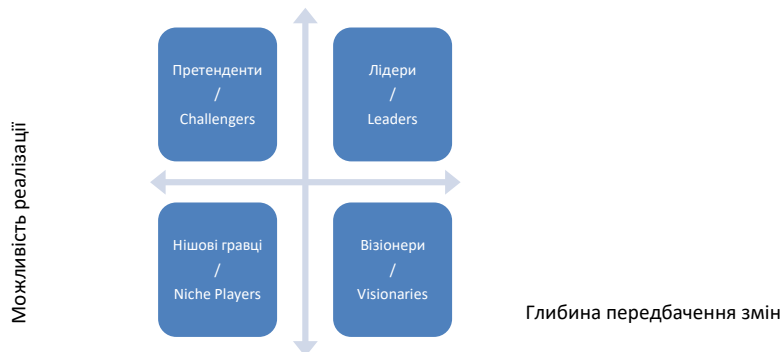 Можливість реалізації
Претенденти
/
Challengers
Лідери
/
Leaders
Нішові гравці
/
Niche Players
Візіонери
/
Visionaries
Глибина передбачення змін